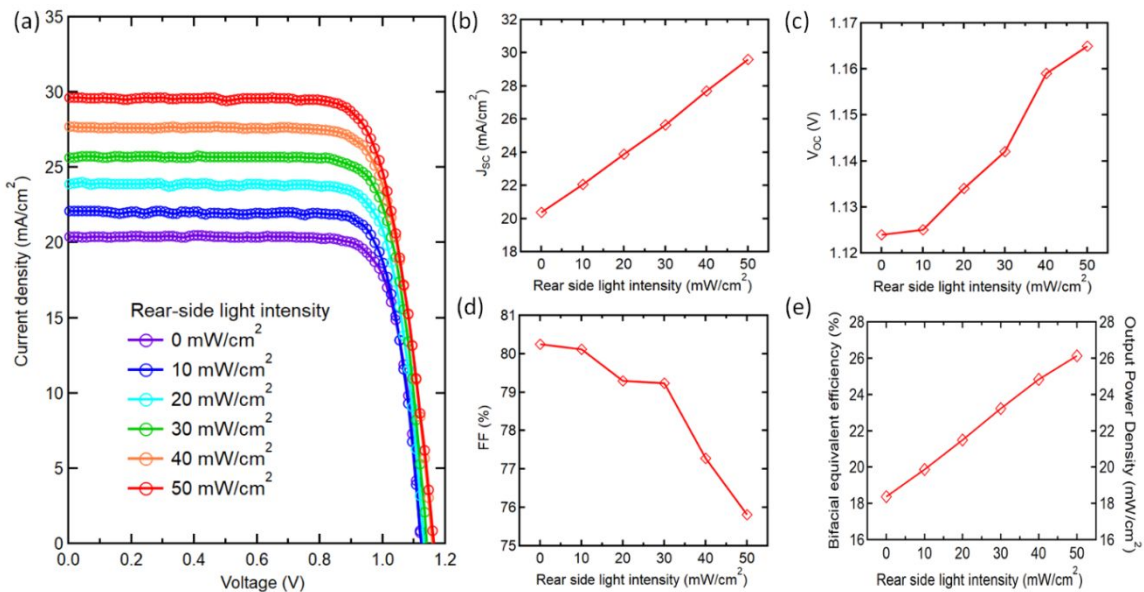 (a)
35
30
25
20
15
10
5
0
Current density (mA/cm²)
0.0 0.2 0.4 0.6 0.8 1.0 1.2
Voltage (V)
Rear-side light intensity
0 mW/cm²
10 mW/cm²
20 mW/cm²
30 mW/cm²
40 mW/cm²
50 mW/cm²
(b)
32
30
28
26
24
22
20
18
J_SC (mA/cm²)
0 10 20 30 40 50
Rear side light intensity (mW/cm²)
(c)
1.17
1.16
1.15
1.14
1.13
1.12
V_OC (V)
0 10 20 30 40 50
Rear side light intensity (mW/cm²)
(d)
81
80
79
78
77
76
75
FF (%)
0 10 20 30 40 50
Rear side light intensity (mW/cm²)
(e)
28
26
24
22
20
18
16
Bifacial equivalent efficiency (%)
28
26
24
22
20
18
16
Output Power Density (mW/cm²)
0 10 20 30 40 50
Rear side light intensity (mW/cm²)